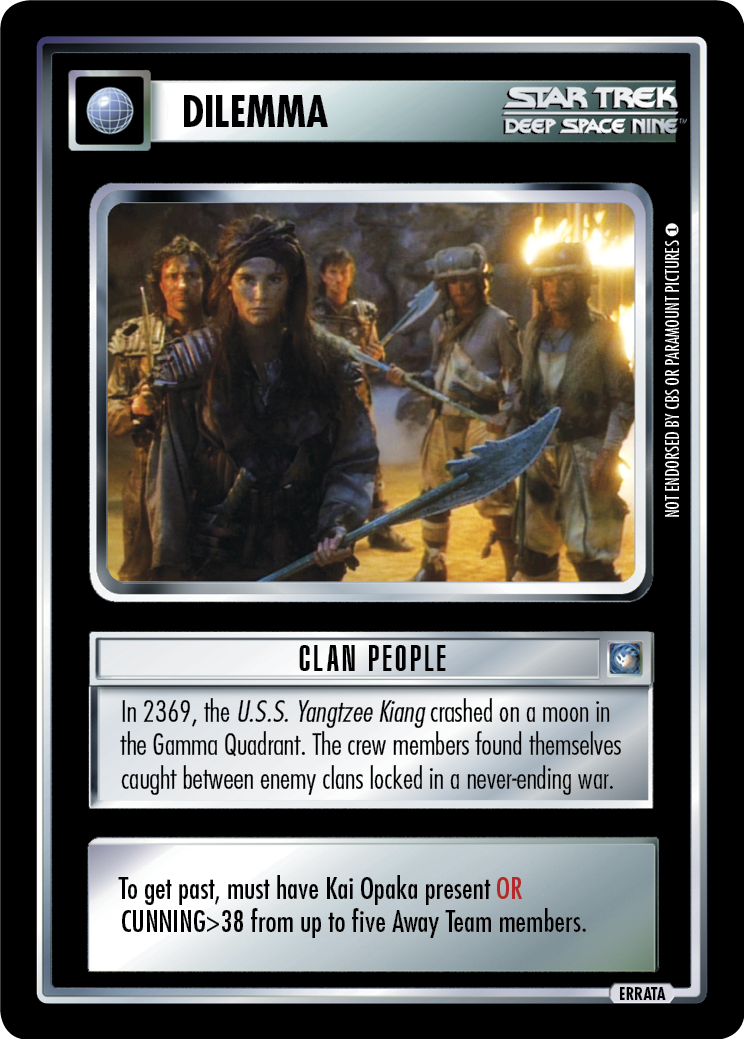 DILEMMA
STAR TREK
DEEP SPACE NINE™
NOT ENDORSED BY CBS OR PARAMOUNT PICTURES 1
CLAN PEOPLE
In 2369, the U.S.S. Yangtzee Kiang crashed on a moon in
the Gamma Quadrant. The crew members found themselves
caught between enemy clans locked in a never-ending war.
To get past, must have Kai Opaka present OR
CUNNING>38 from up to five Away Team members.
ERRATA